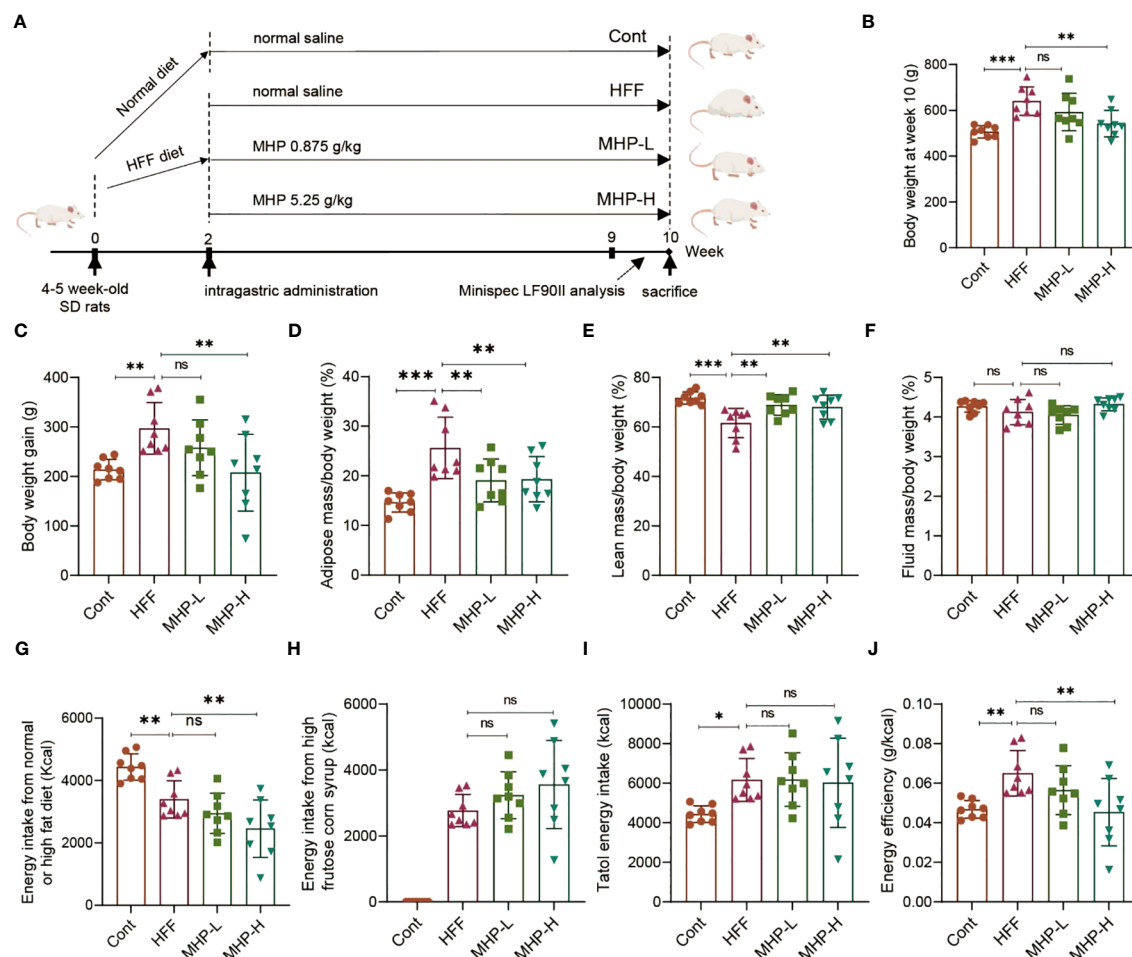 A
normal saline
Cont
Normal diet
normal saline
HFF
HFF diet
MHP 0.875 g/kg
MHP-L
MHP 5.25 g/kg
MHP-H
0
2
9
10
Week
4-5 week-old
SD rats
intragastric administration
Minispec LF90II analysis
sacrifice
B
Body weight at week 10 (g)
800
600
400
200
0
***
ns
**
Cont
HFF
MHP-L
MHP-H
C
Body weight gain (g)
400
300
200
100
0
**
ns
**
Cont
HFF
MHP-L
MHP-H
D
Adipose mass/body weight (%)
40
30
20
10
0
***
**
**
Cont
HFF
MHP-L
MHP-H
E
Lean mass/body weight (%)
80
60
40
20
0
***
**
**
Cont
HFF
MHP-L
MHP-H
F
Fluid mass/body weight (%)
5
4
3
2
1
0
ns
ns
ns
Cont
HFF
MHP-L
MHP-H
G
Energy intake from normal
or high fat diet (Kcal)
6000
4000
2000
0
**
ns
**
Cont
HFF
MHP-L
MHP-H
H
Energy intake from high
frutose corn syrup (kcal)
6000
4000
2000
0
ns
ns
Cont
HFF
MHP-L
MHP-H
I
Tatol energy intake (kcal)
10000
8000
6000
4000
2000
0
*
ns
ns
Cont
HFF
MHP-L
MHP-H
J
Energy efficiency (g/kcal)
0.10
0.08
0.06
0.04
0.02
0.00
**
ns
**
Cont
HFF
MHP-L
MHP-H